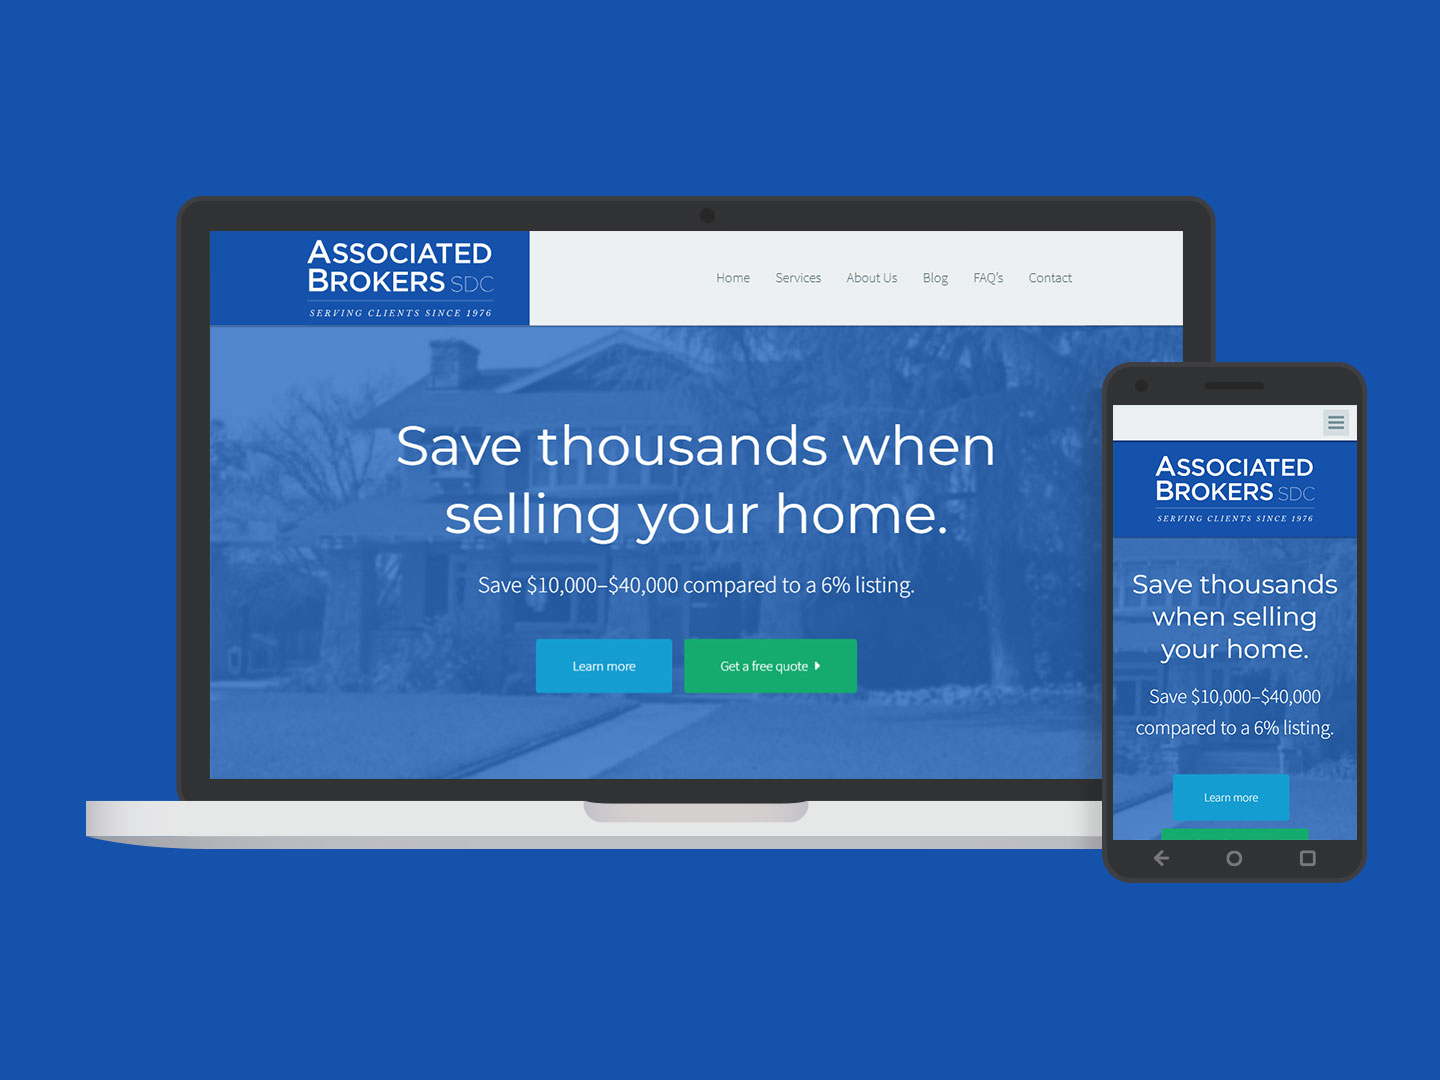 ASSOCIATED
BROKERS SDC
SERVING CLIENTS SINCE 1976
Home Services About Us Blog FAQ's Contact
Save thousands when
selling your home.
Save $10,000–$40,000 compared to a 6% listing.
Learn more
Get a free quote
ASSOCIATED
BROKERS SDC
SERVING CLIENTS SINCE 1976
Save thousands
when selling
your home.
Save $10,000–$40,000
compared to a 6% listing.
Learn more